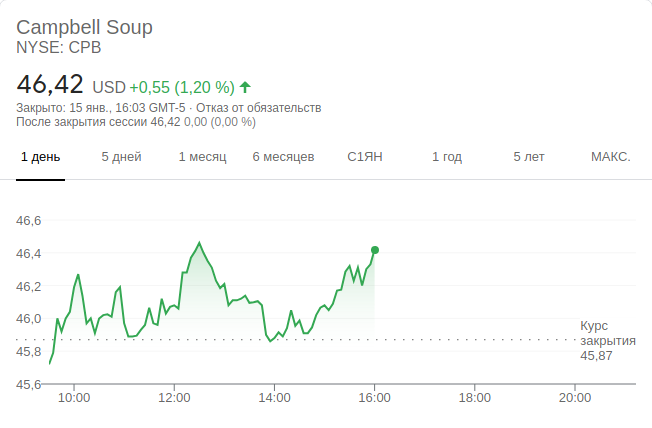 Campbell Soup
NYSE: CPB
46,42 USD +0,55 (1,20 %)
Закрыто: 15 янв., 16:03 GMT-5 · Отказ от обязательств
После закрытия сессии 46,42 0,00 (0,00 %)
1 день 5 дней 1 месяц 6 месяцев С1ЯН 1 год 5 лет МАКС.
46,6
46,4
46,2
46,0
Курс
закрытия
45,87
45,8
45,6
10:00 12:00 14:00 16:00 18:00 20:00